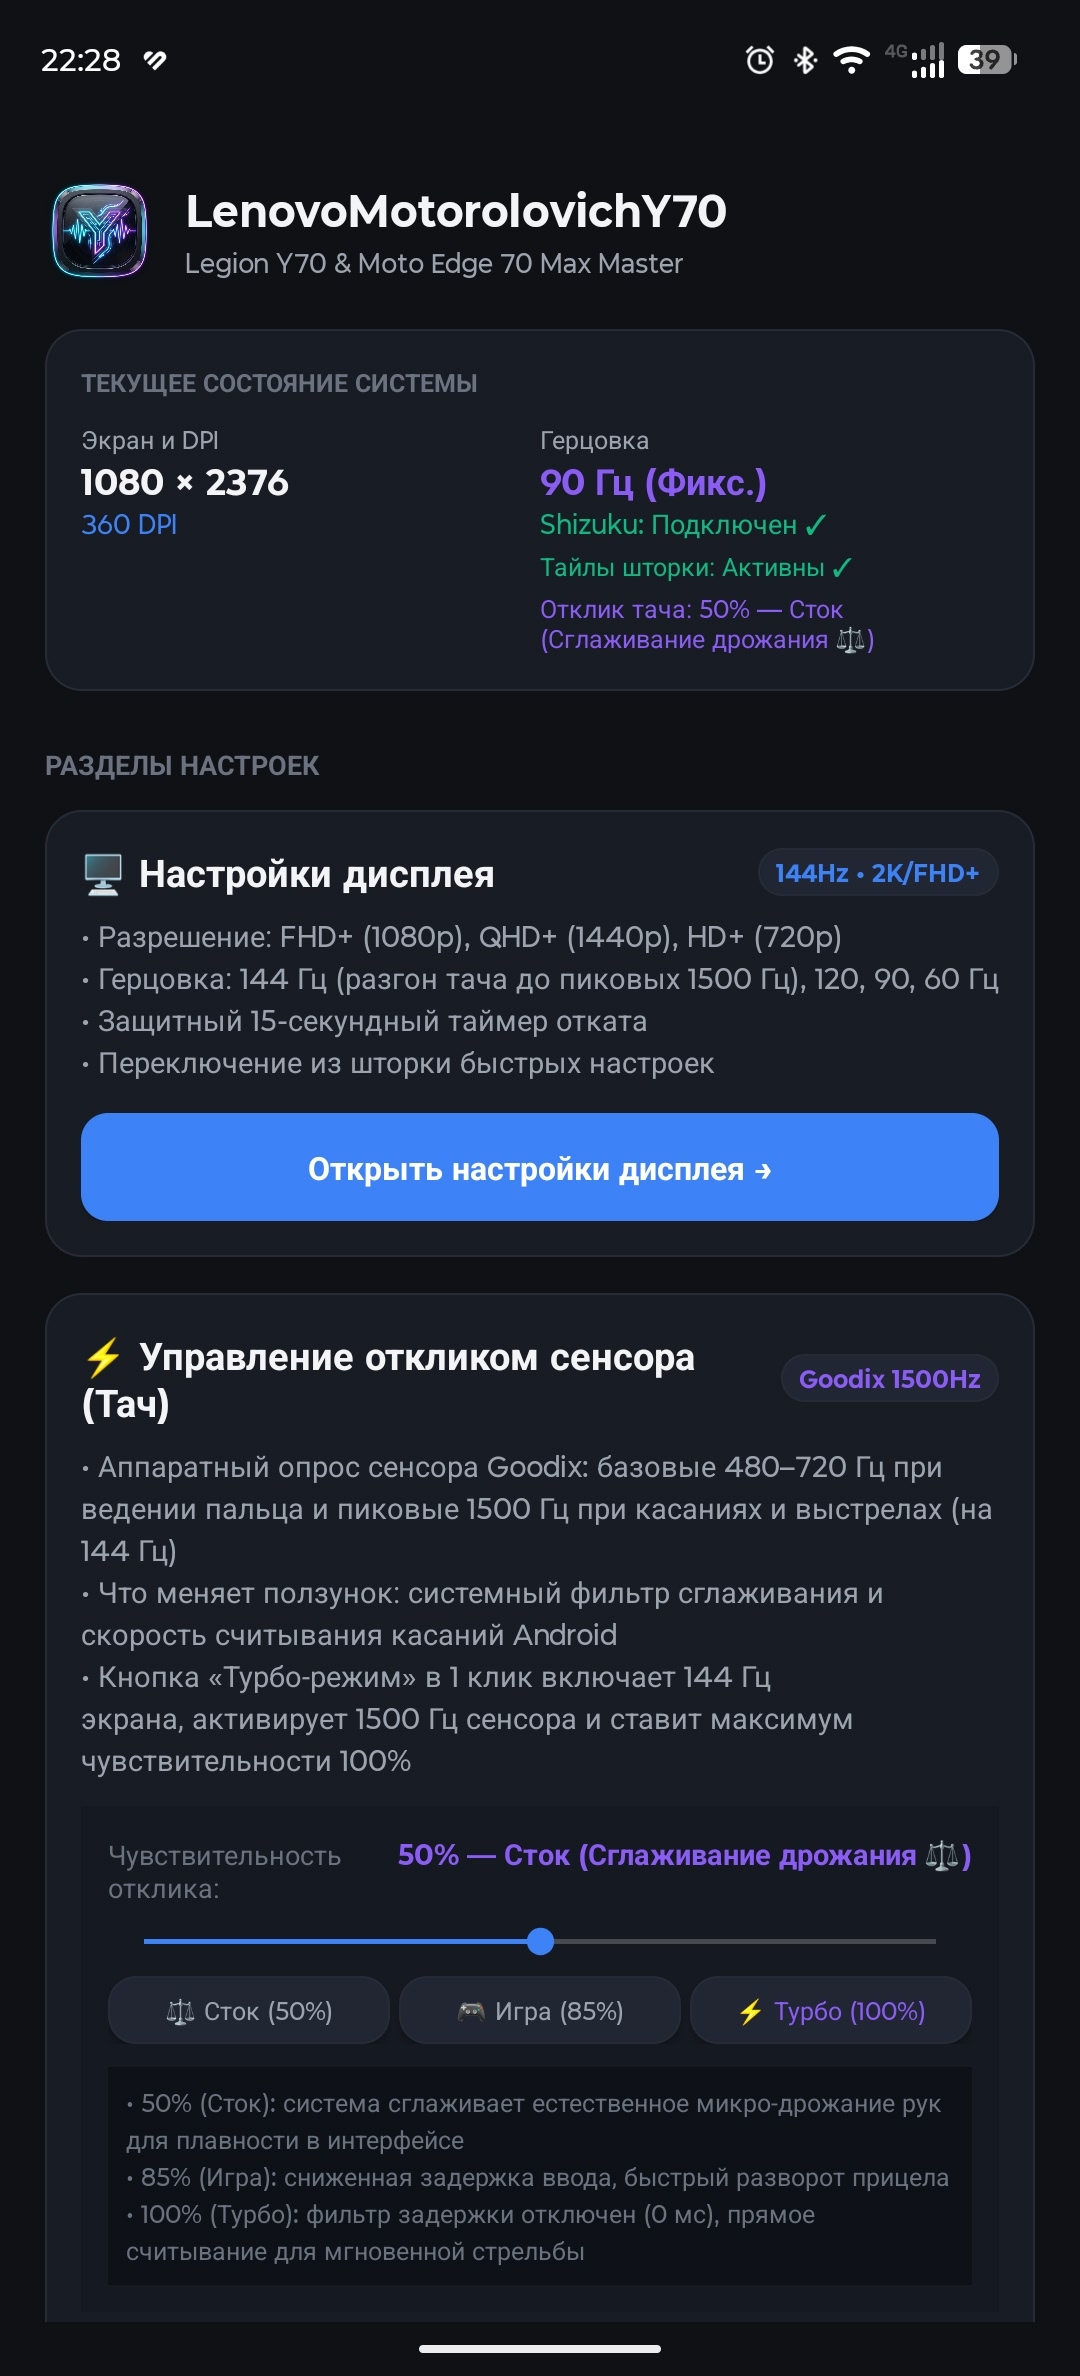 22:28
4G
39
LenovoMotorolovichY70
Legion Y70 & Moto Edge 70 Max Master
ТЕКУЩЕЕ СОСТОЯНИЕ СИСТЕМЫ
Экран и DPI
1080 × 2376
360 DPI
Герцовка
90 Гц (Фикс.)
Shizuku: Подключен ✓
Тайлы шторки: Активны ✓
Отклик тача: 50% — Сток
(Сглаживание дрожания ⚖️)
РАЗДЕЛЫ НАСТРОЕК
🖥️ Настройки дисплея
144Hz • 2K/FHD+
• Разрешение: FHD+ (1080p), QHD+ (1440p), HD+ (720p)
• Герцовка: 144 Гц (разгон тача до пиковых 1500 Гц), 120, 90, 60 Гц
• Защитный 15-секундный таймер отката
• Переключение из шторки быстрых настроек
Открыть настройки дисплея →
⚡ Управление откликом сенсора
(Тач)
Goodix 1500Hz
• Аппаратный опрос сенсора Goodix: базовые 480–720 Гц при
ведении пальца и пиковые 1500 Гц при касаниях и выстрелах (на
144 Гц)
• Что меняет ползунок: системный фильтр сглаживания и
скорость считывания касаний Android
• Кнопка «Турбо-режим» в 1 клик включает 144 Гц
экрана, активирует 1500 Гц сенсора и ставит максимум
чувствительности 100%
Чувствительность
отклика:
50% — Сток (Сглаживание дрожания ⚖️)
⚖️ Сток (50%)
🎮 Игра (85%)
⚡ Турбо (100%)
• 50% (Сток): система сглаживает естественное микро-дрожание рук
для плавности в интерфейсе
• 85% (Игра): сниженная задержка ввода, быстрый разворот прицела
• 100% (Турбо): фильтр задержки отключен (0 мс), прямое
считывание для мгновенной стрельбы